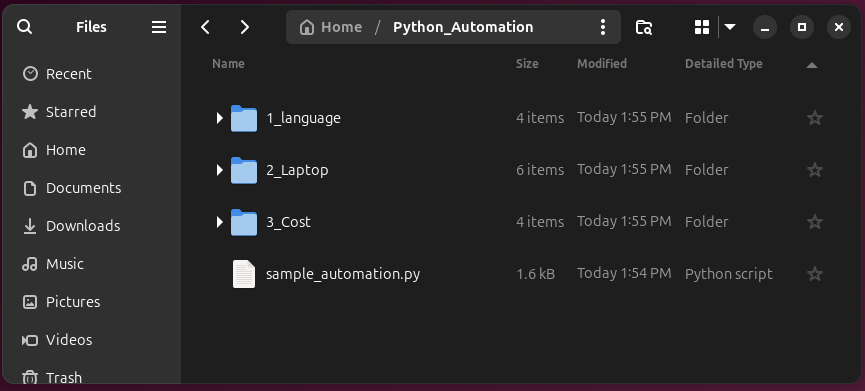 Files
Home / Python_Automation
Name Size Modified Detailed Type
Recent
Starred
Home
Documents
Downloads
Music
Pictures
Videos
Trash
1_language 4 items Today 1:55 PM Folder
2_Laptop 6 items Today 1:55 PM Folder
3_Cost 4 items Today 1:55 PM Folder
sample_automation.py 1.6 kB Today 1:54 PM Python script